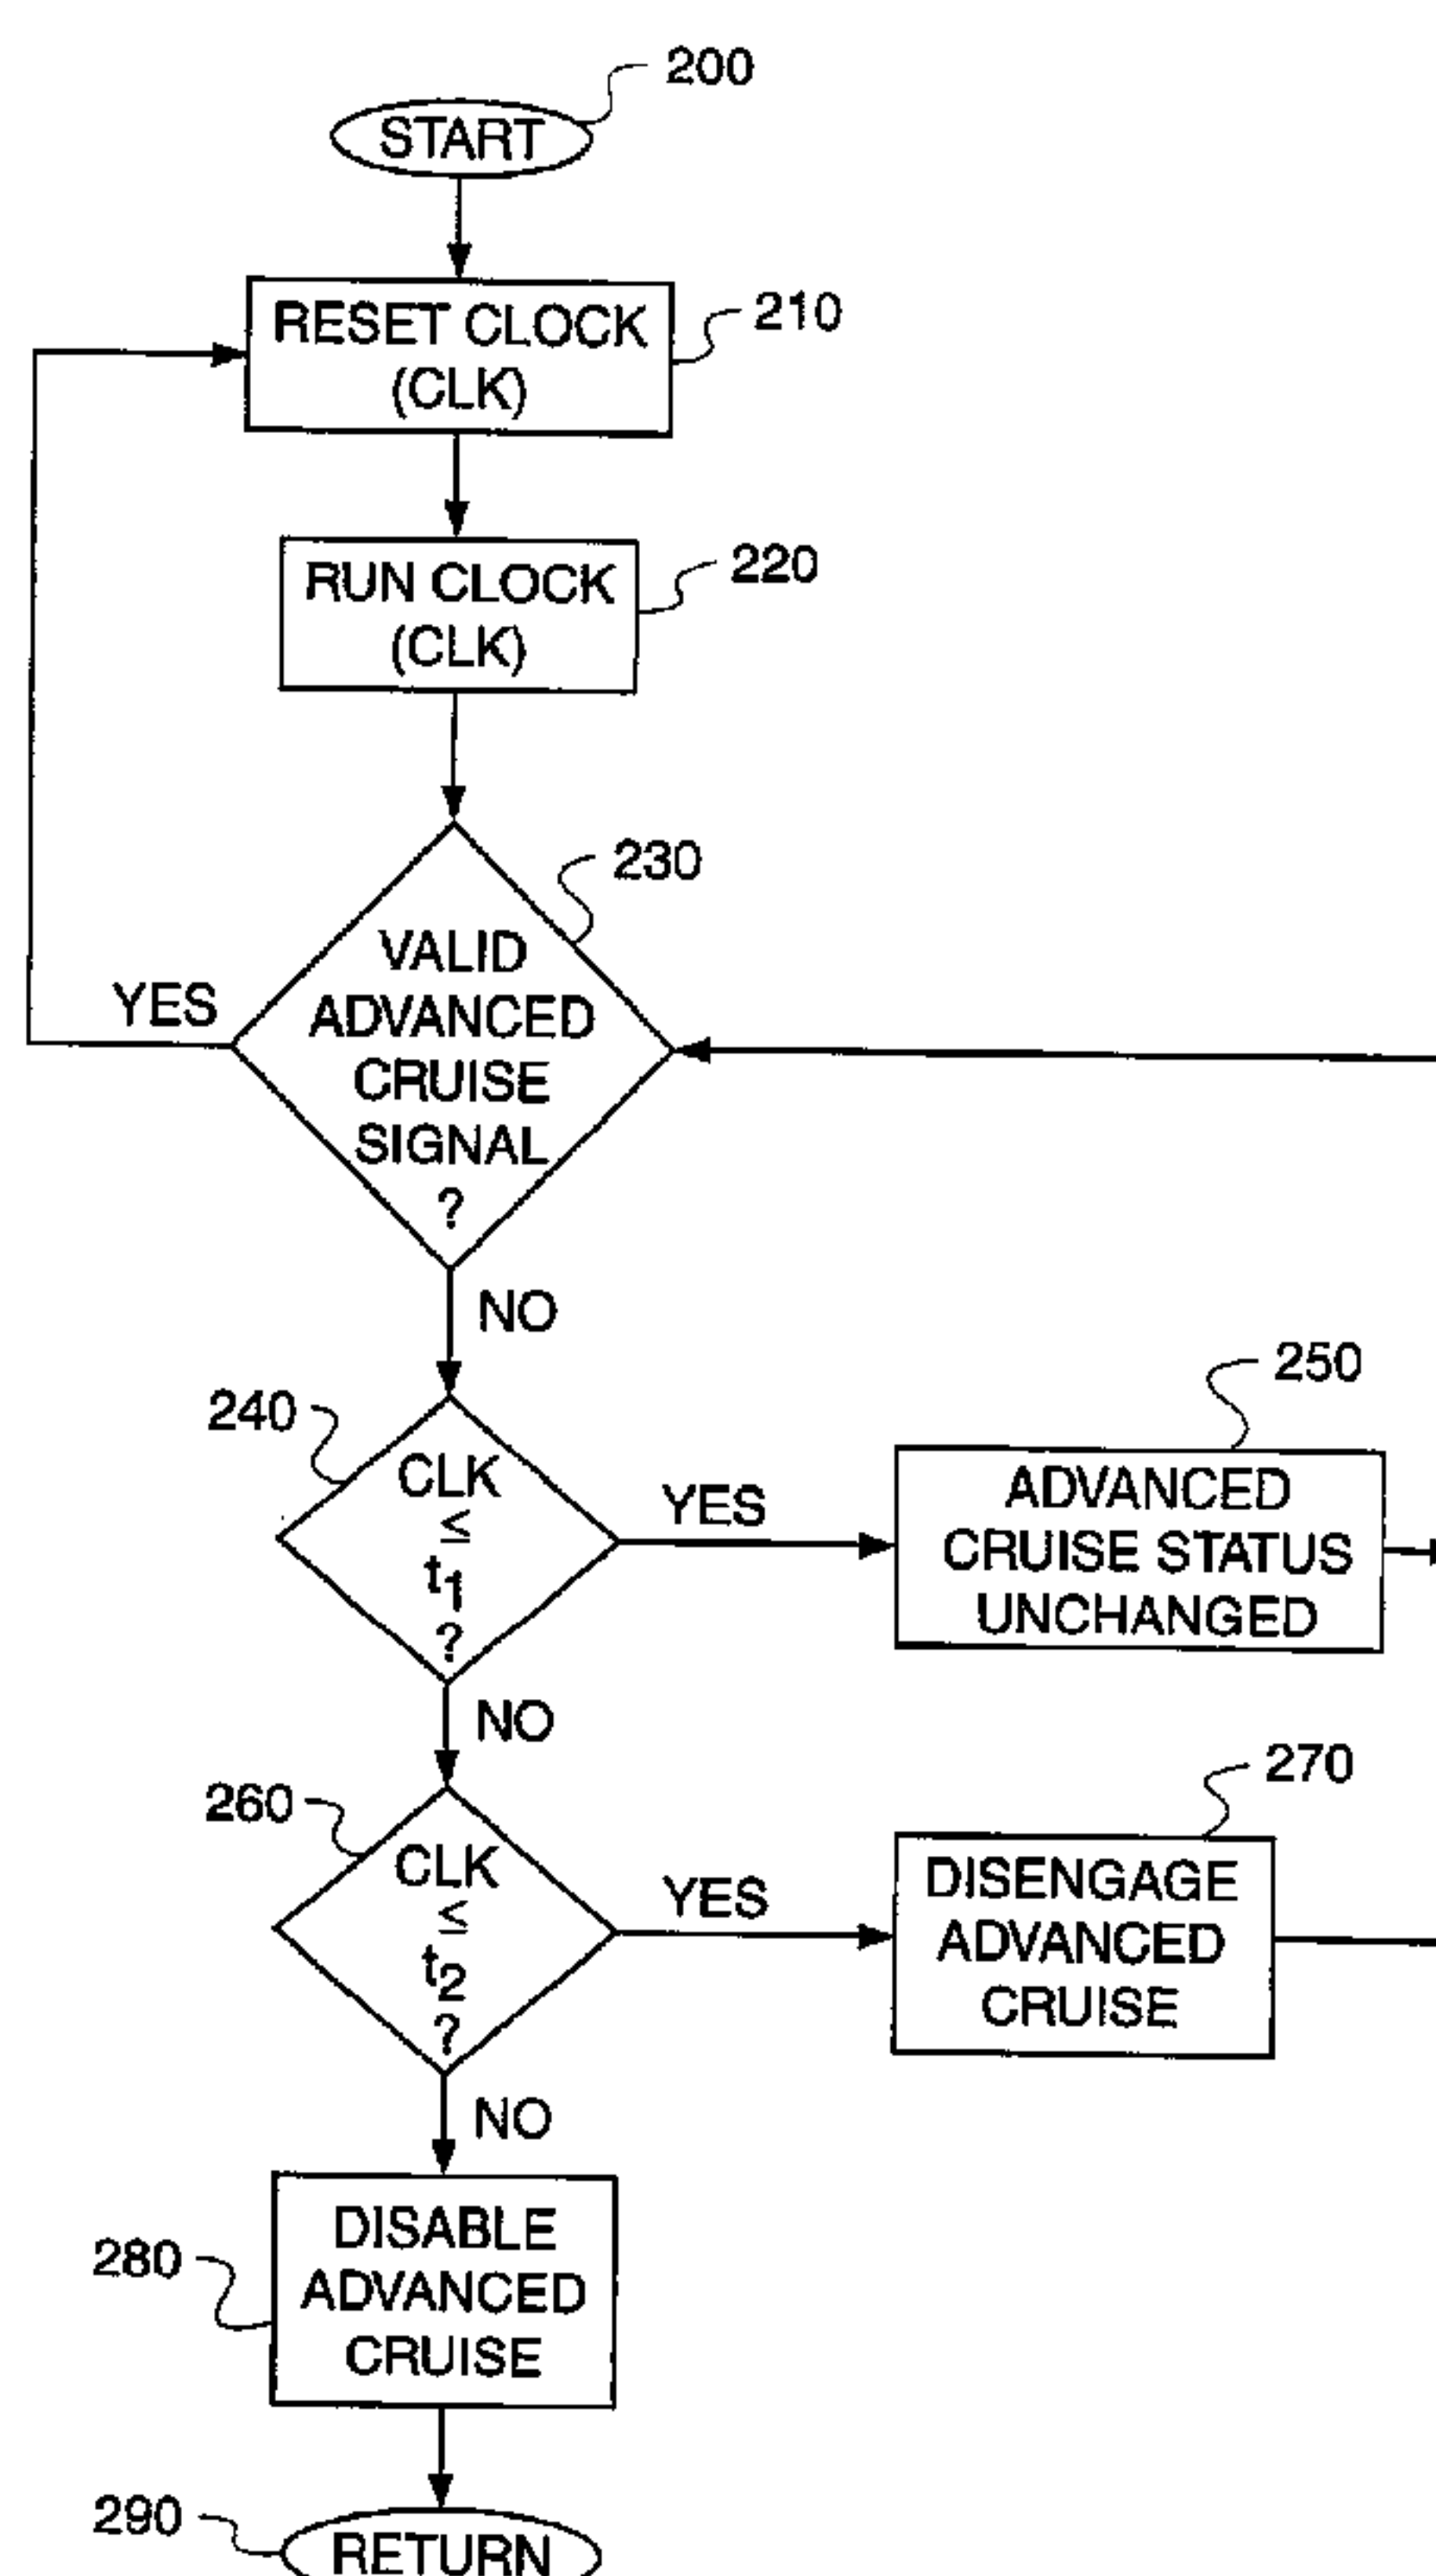 200
START
RESET CLOCK
(CLK)
210
RUN CLOCK
(CLK)
220
230
VALID
ADVANCED
CRUISE
SIGNAL
?
YES
NO
240
CLK
≤
t1
?
YES
250
ADVANCED
CRUISE STATUS
UNCHANGED
NO
260
CLK
≤
t2
?
YES
270
DISENGAGE
ADVANCED
CRUISE
NO
280
DISABLE
ADVANCED
CRUISE
290
RETURN